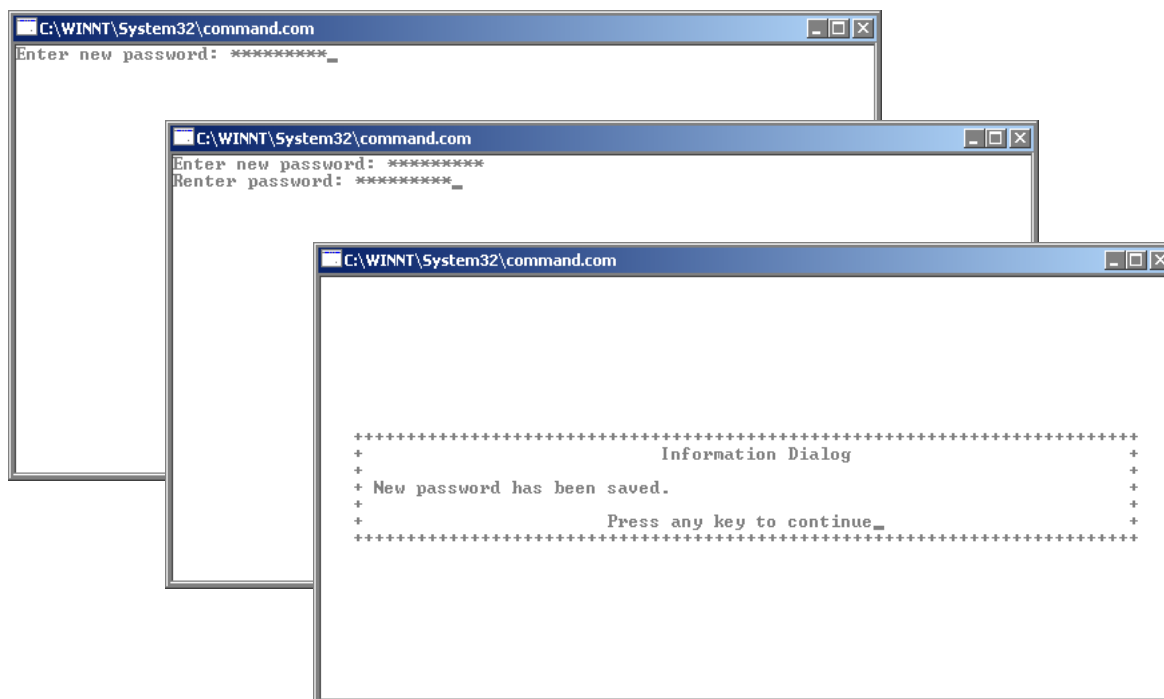 C:\WINNT\System32\command.com
Enter new password: *********_
C:\WINNT\System32\command.com
Enter new password: *********
Renter password: *********_
C:\WINNT\System32\command.com
++++++++++++++++++++++++++++++++++++++++++++++++++++++++++++++++++++++++++
+ Information Dialog +
+ +
+ New password has been saved. +
+ +
+ Press any key to continue_ +
++++++++++++++++++++++++++++++++++++++++++++++++++++++++++++++++++++++++++